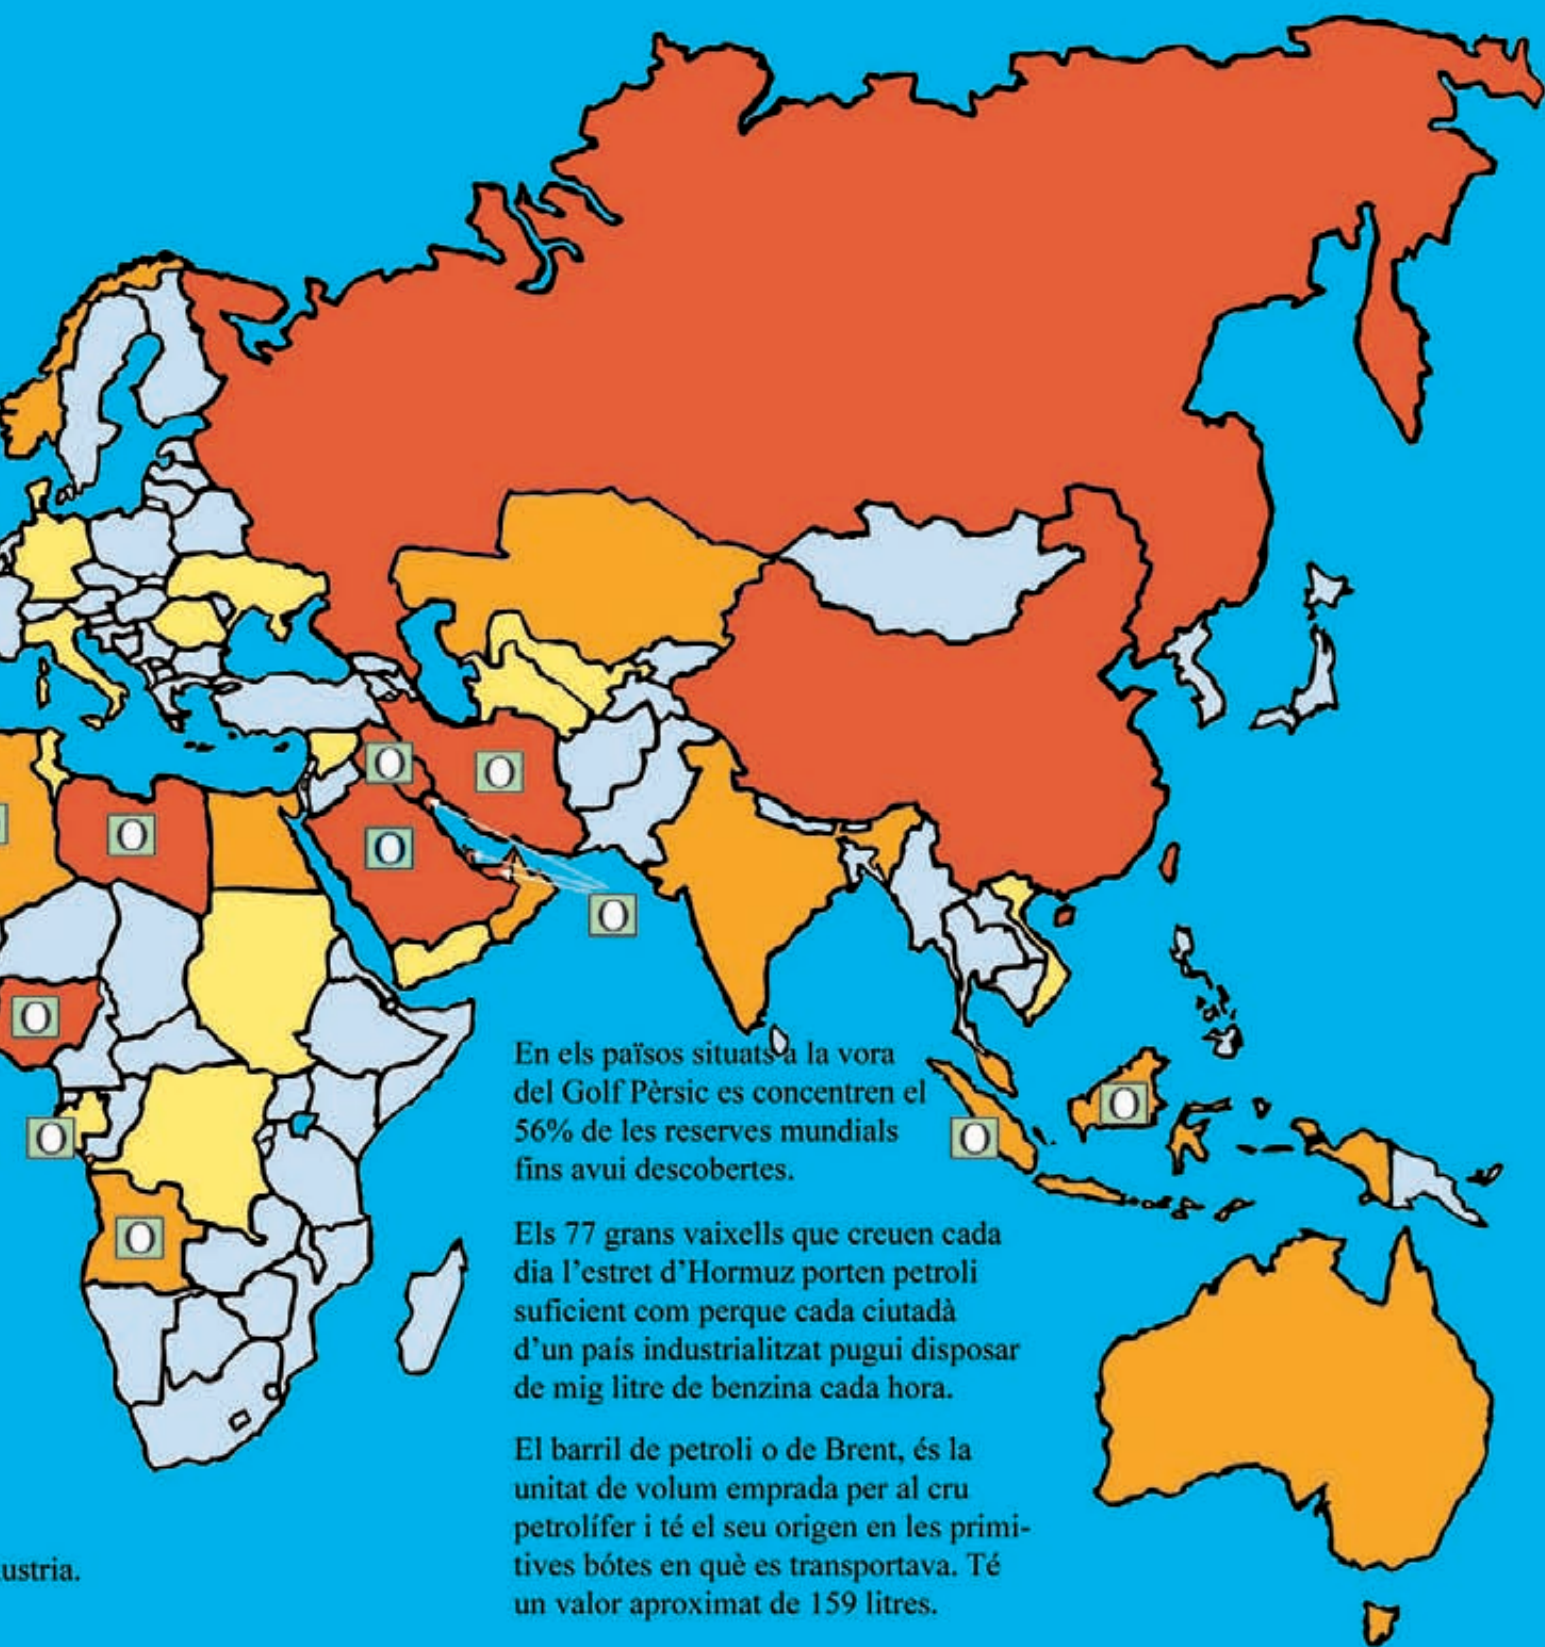 O
O
O
O
O
O
O
O
O
O
En els països situats a la vora
del Golf Pèrsic es concentren el
56% de les reserves mundials
fins avui descobertes.
Els 77 grans vaixells que creuen cada
dia l'estret d'Hormuz porten petroli
suficient com perque cada ciutadà
d'un país industrialitzat pugui disposar
de mig litre de benzina cada hora.
El barril de petroli o de Brent, és la
unitat de volum emprada per al cru
petrolífer i té el seu origen en les primi-
tives bótes en què es transportava. Té
un valor aproximat de 159 litres.
ustria.